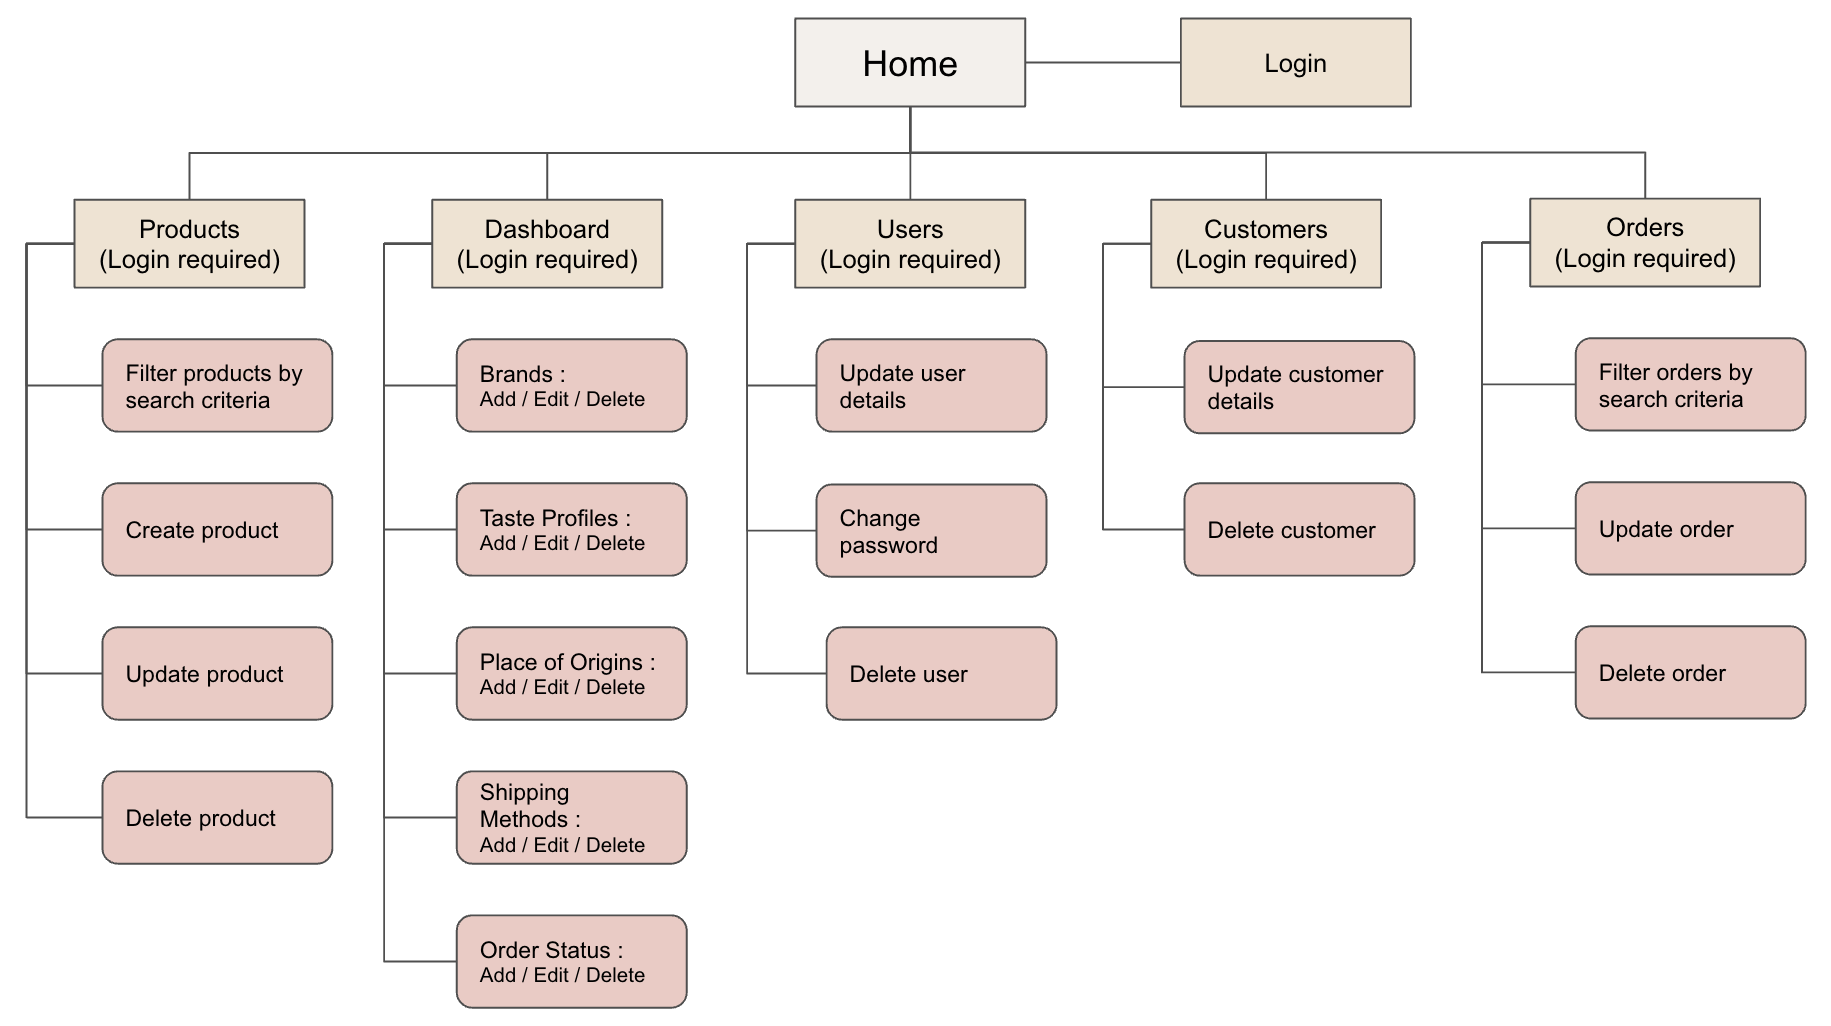 Home
Login
Products
(Login required)
Dashboard
(Login required)
Users
(Login required)
Customers
(Login required)
Orders
(Login required)
Filter products by
search criteria
Create product
Update product
Delete product
Brands :
Add / Edit / Delete
Taste Profiles :
Add / Edit / Delete
Place of Origins :
Add / Edit / Delete
Shipping
Methods :
Add / Edit / Delete
Order Status :
Add / Edit / Delete
Update user
details
Change
password
Delete user
Update customer
details
Delete customer
Filter orders by
search criteria
Update order
Delete order